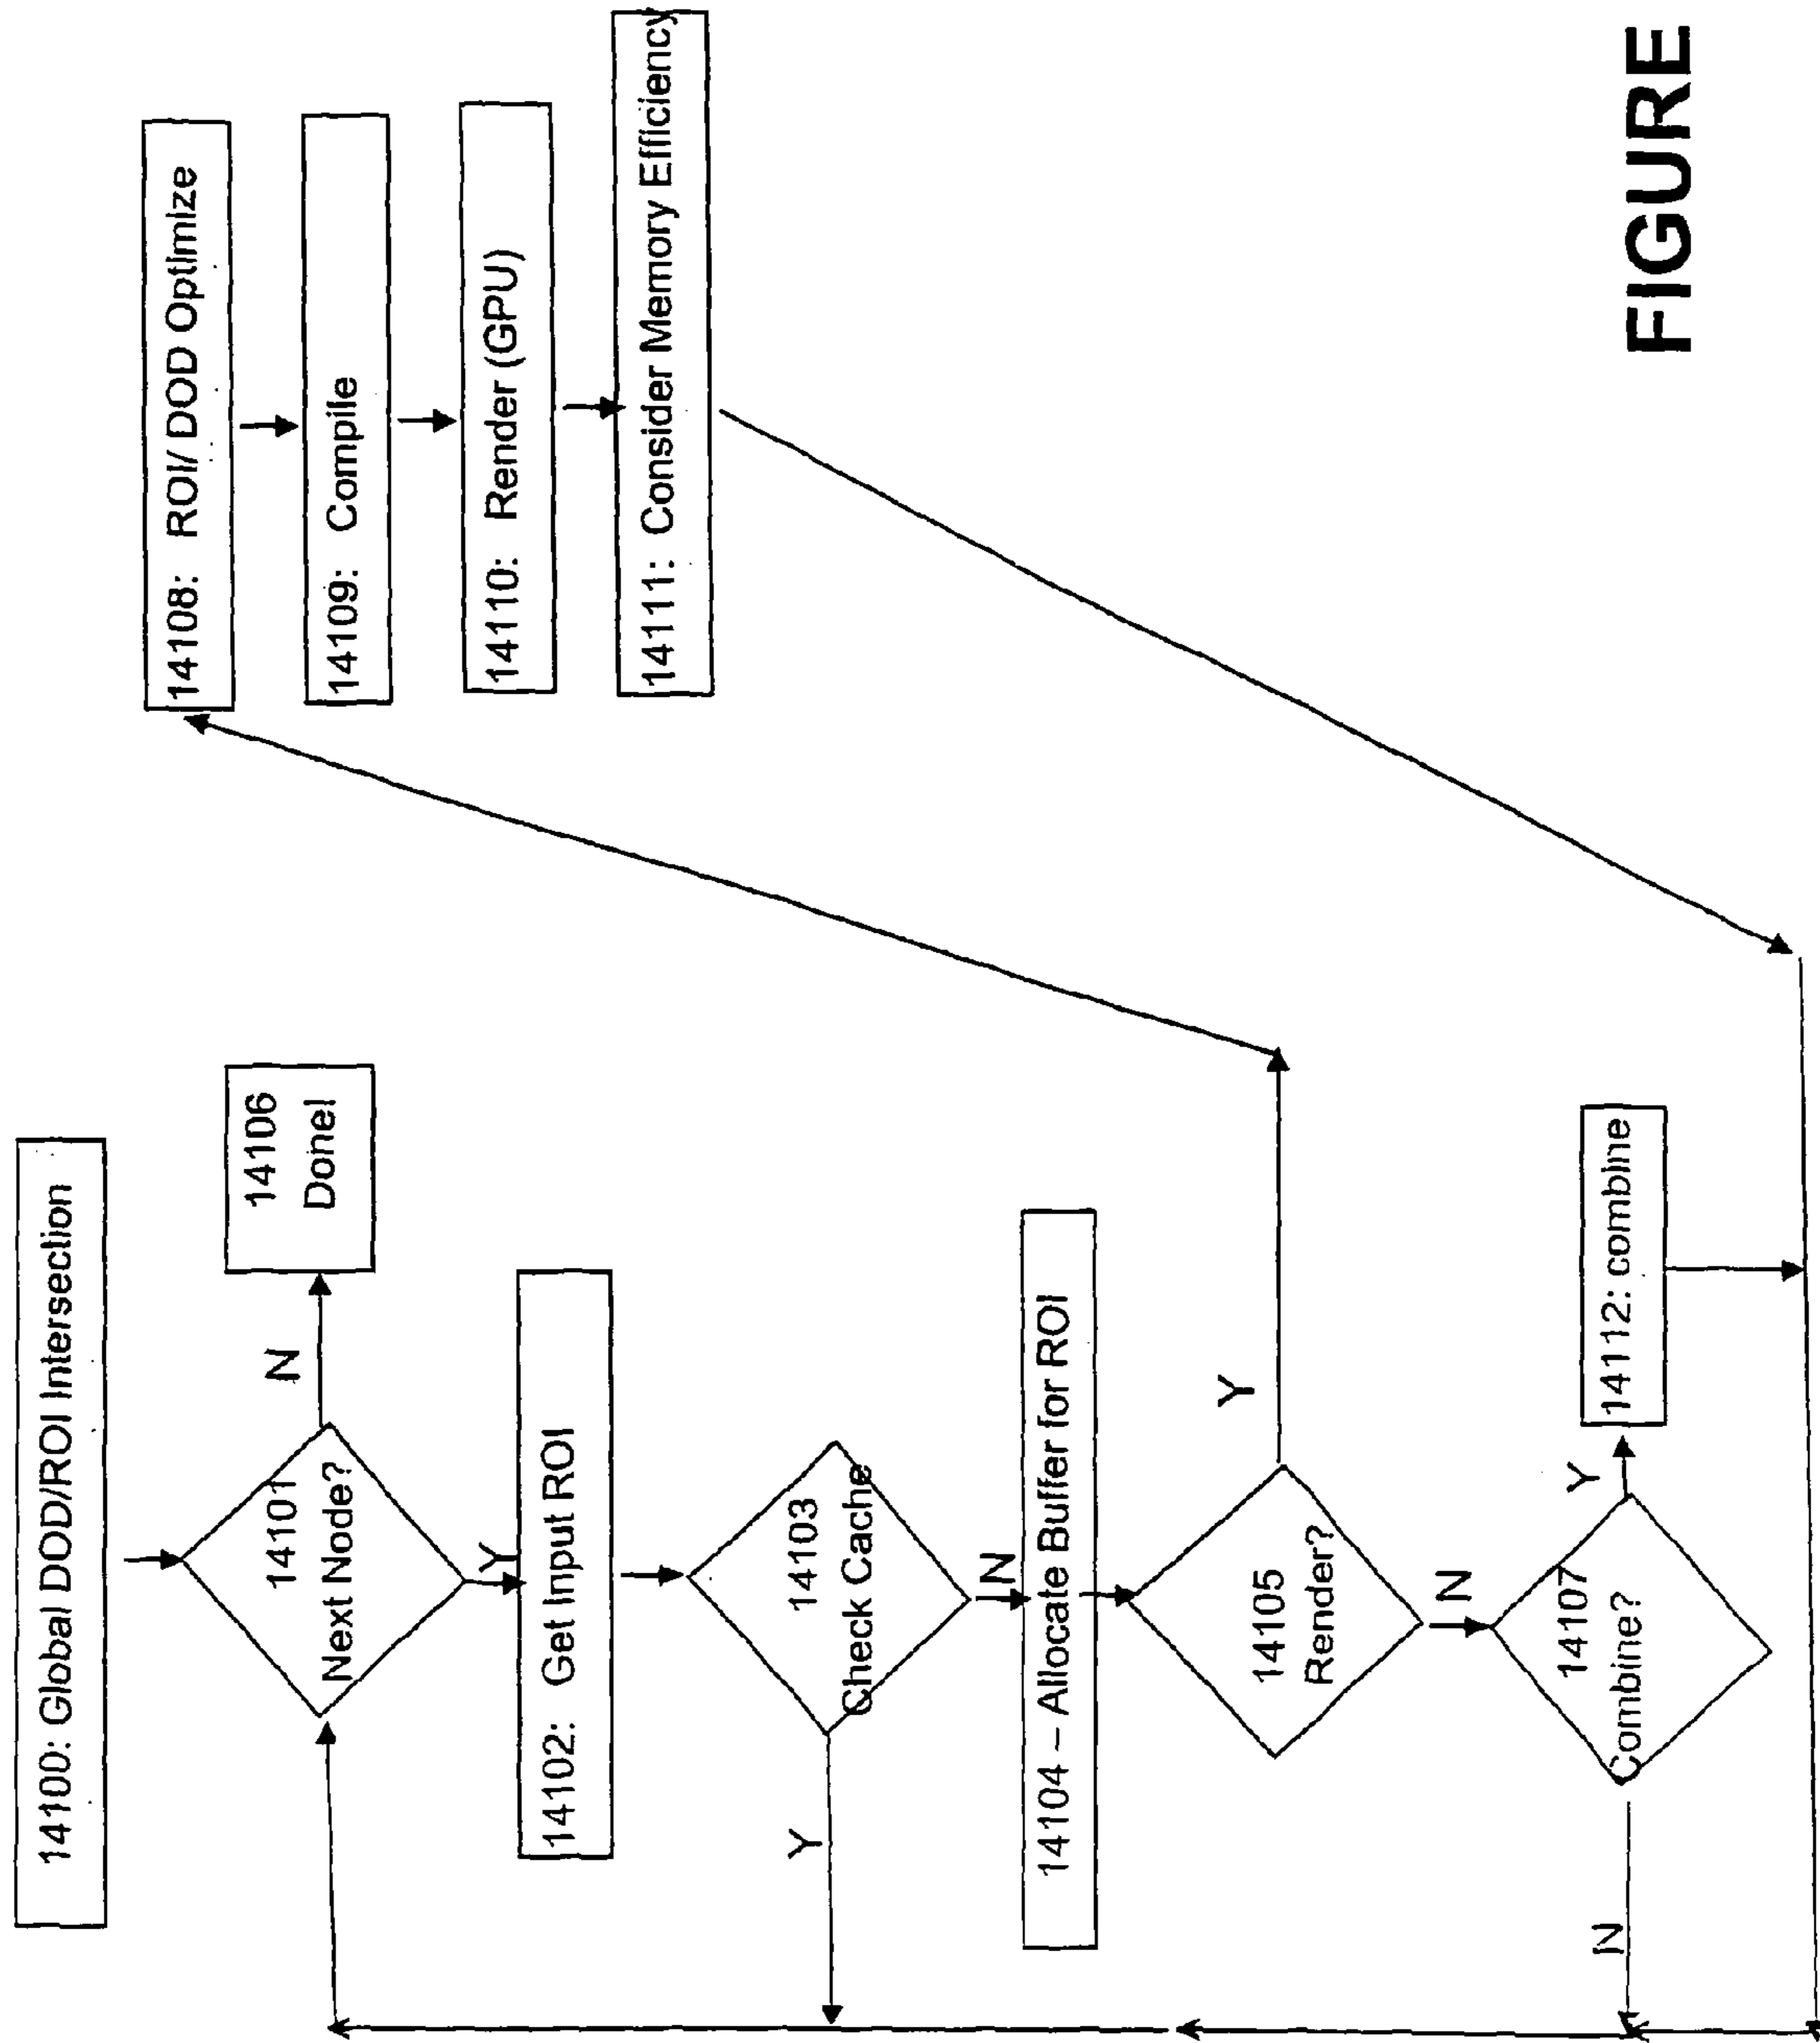 14100: Global DOD/ROI Intersection
14101
Next Node?
N
14106
Done!
Y
14102: Get Input ROI
14103
Check Cache
Y
N
14104 – Allocate Buffer for ROI
14105
Render?
Y
N
14107
Combine?
Y
N
14112: combine
14108: ROI/ DOD Optimize
14109: Compile
14110: Render (GPU)
14111: Consider Memory Efficiency
FIGURE